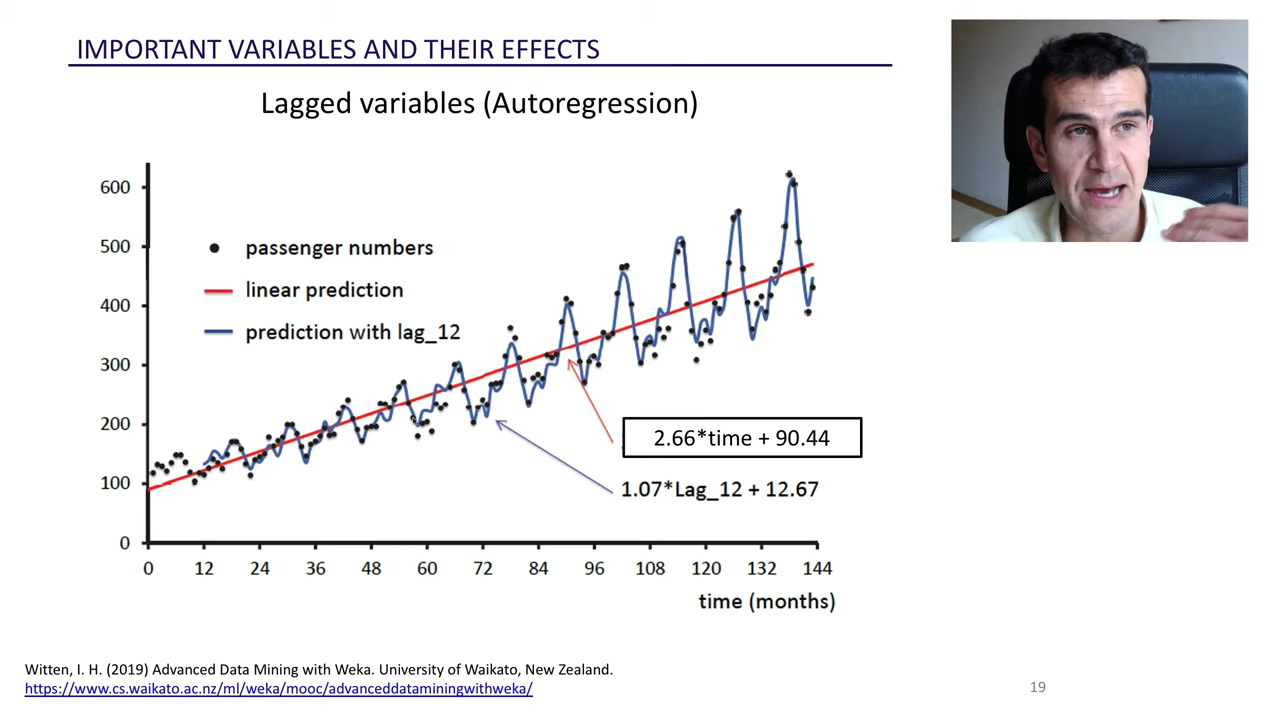 IMPORTANT VARIABLES AND THEIR EFFECTS
Lagged variables (Autoregression)
600
500
400
300
200
100
0
passenger numbers
linear prediction
prediction with lag_12
2.66*time + 90.44
1.07*Lag_12 + 12.67
0 12 24 36 48 60 72 84 96 108 120 132 144
time (months)
Witten, I. H. (2019) Advanced Data Mining with Weka. University of Waikato, New Zealand.
https://www.cs.waikato.ac.nz/ml/weka/mooc/advanceddataminingwithweka/
19